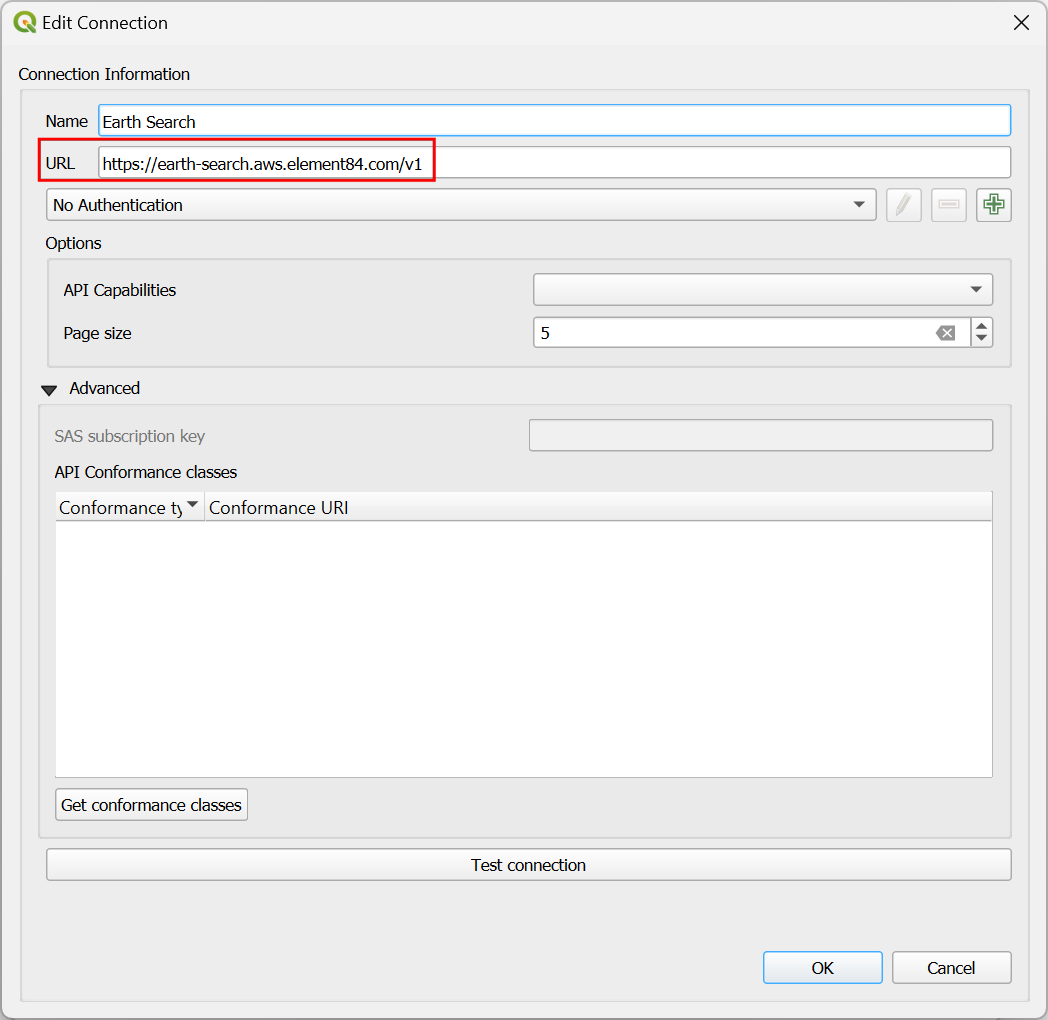 Edit Connection
Connection Information
Name Earth Search
URL https://earth-search.aws.element84.com/v1
No Authentication
Options
API Capabilities
Page size 5
Advanced
SAS subscription key
API Conformance classes
Conformance ty Conformance URI
Get conformance classes
Test connection
OK Cancel